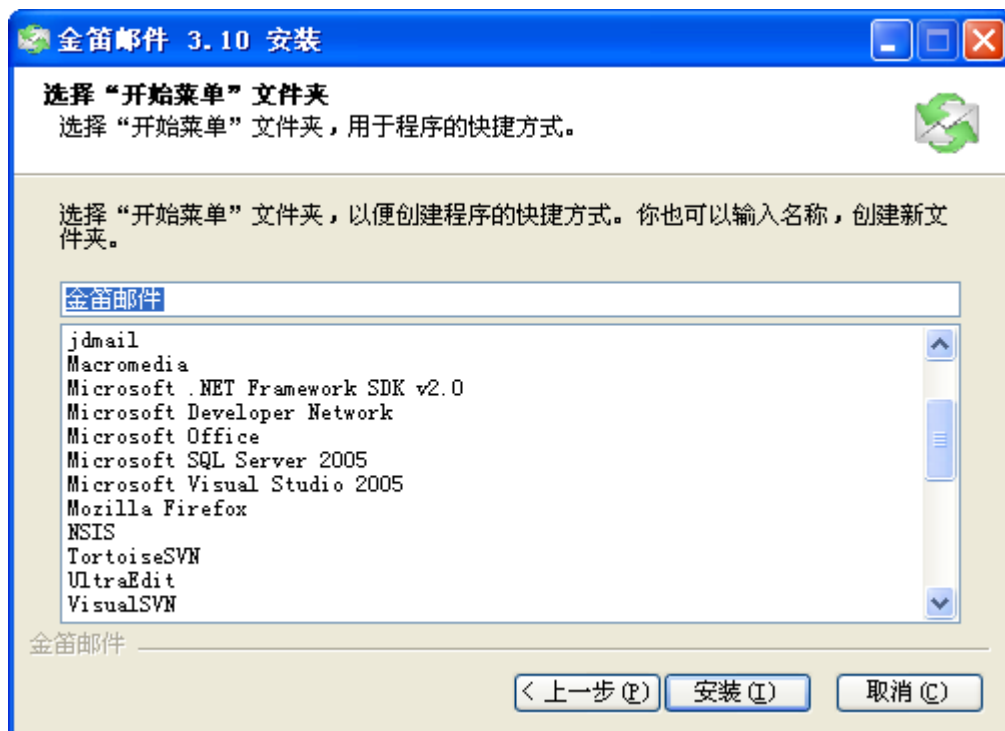 金笛邮件 3.10 安装
选择“开始菜单”文件夹
选择“开始菜单”文件夹,用于程序的快捷方式。
选择“开始菜单”文件夹,以便创建程序的快捷方式。你也可以输入名称,创建新文
件夹。
金笛邮件
jdmail
Macromedia
Microsoft .NET Framework SDK v2.0
Microsoft Developer Network
Microsoft Office
Microsoft SQL Server 2005
Microsoft Visual Studio 2005
Mozilla Firefox
NSIS
TortoiseSVN
UltraEdit
VisualSVN
金笛邮件
< 上一步(P) 安装(I) 取消(C)